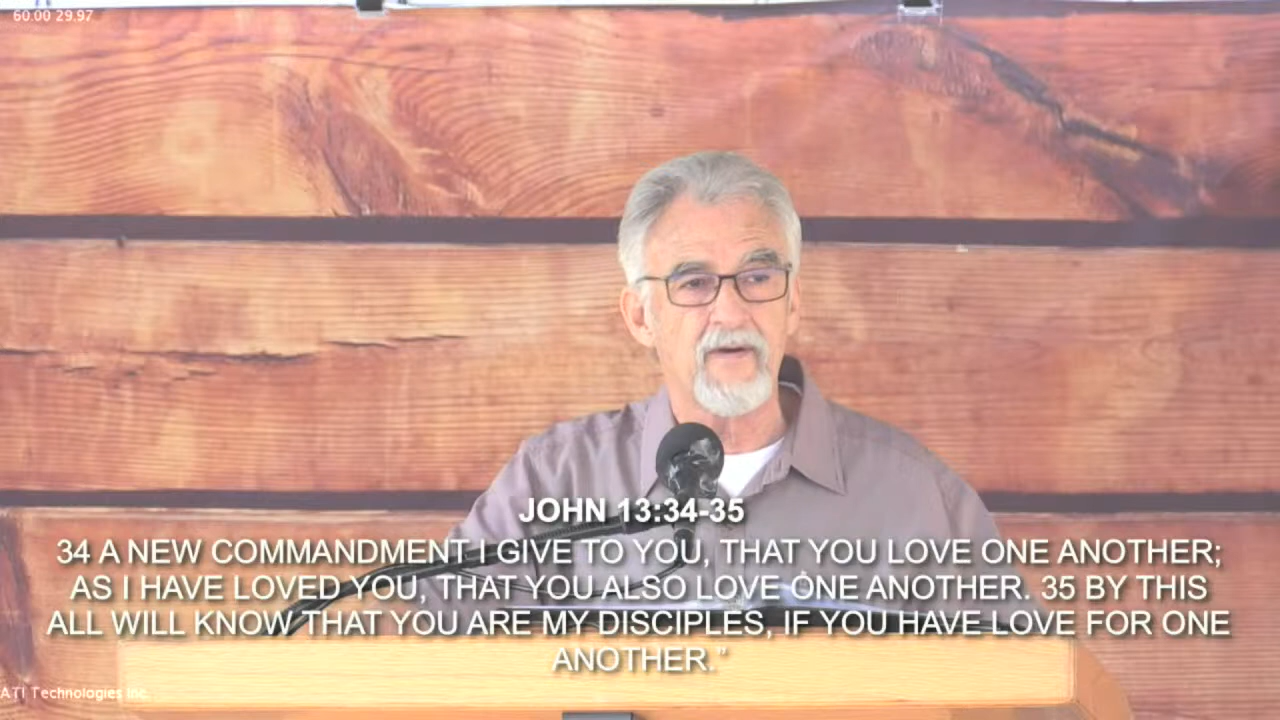 60.00 29.97
JOHN 13:34-35
34 A NEW COMMANDMENT I GIVE TO YOU, THAT YOU LOVE ONE ANOTHER;
AS I HAVE LOVED YOU, THAT YOU ALSO LOVE ONE ANOTHER. 35 BY THIS
ALL WILL KNOW THAT YOU ARE MY DISCIPLES, IF YOU HAVE LOVE FOR ONE
ANOTHER.”
ATI Technologies Inc.